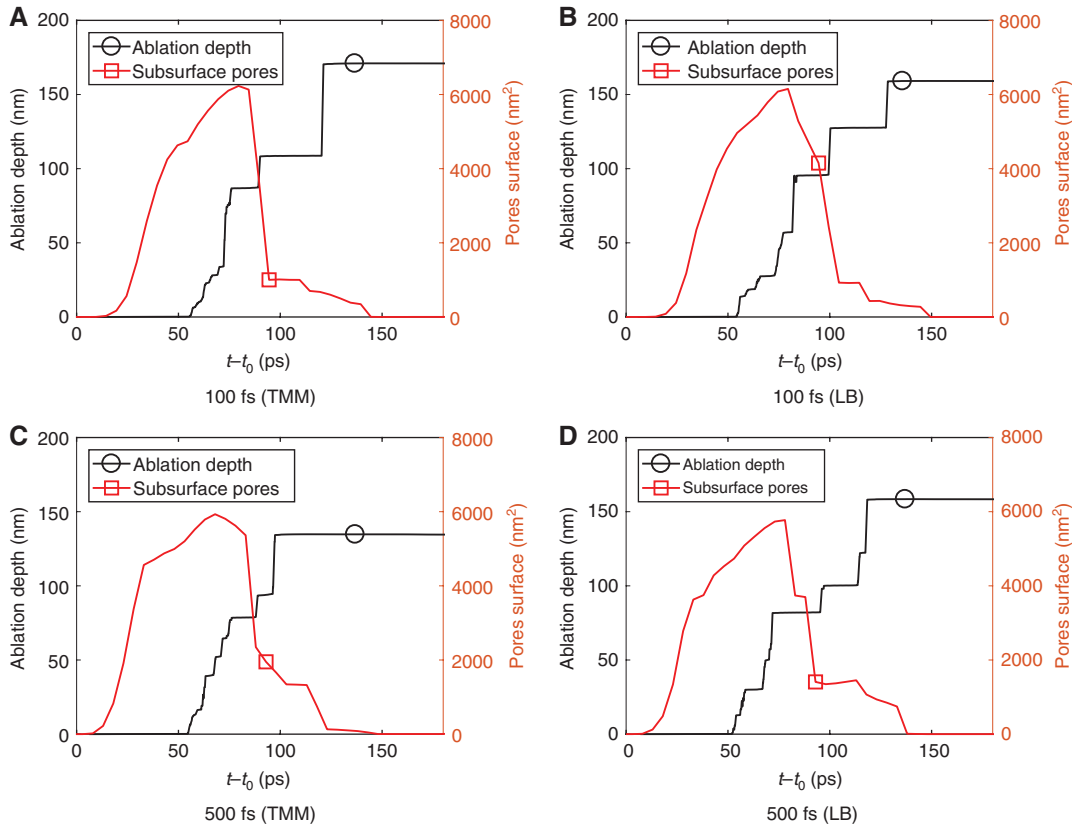 A
B
200
150
100
50
0
Ablation depth (nm)
Ablation depth
Subsurface pores
8000
6000
4000
2000
0
Pores surface (nm²)
0
50
100
150
t–t₀ (ps)
100 fs (TMM)
200
150
100
50
0
Ablation depth (nm)
Ablation depth
Subsurface pores
8000
6000
4000
2000
0
Pores surface (nm²)
0
50
100
150
t–t₀ (ps)
100 fs (LB)
C
D
200
150
100
50
0
Ablation depth (nm)
Ablation depth
Subsurface pores
8000
6000
4000
2000
0
Pores surface (nm²)
0
50
100
150
t–t₀ (ps)
500 fs (TMM)
200
150
100
50
0
Ablation depth (nm)
Ablation depth
Subsurface pores
8000
6000
4000
2000
0
Pores surface (nm²)
0
50
100
150
t–t₀ (ps)
500 fs (LB)